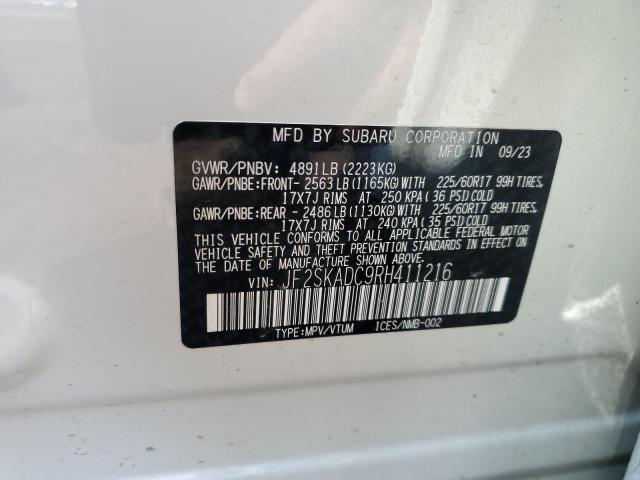 MFD BY SUBARU CORPORATION
MFD IN 09/23
GVWR/PNBV: 4891LB (2223KG)
GAWR/PNBE:FRONT- 2563 LB (1165KG) WITH 225/60R17 99H TIRES,
17X7J RIMS AT 250 KPA (36 PSI) COLD
GAWR/PNBE:REAR - 2486 LB (1130KG) WITH 225/60R17 99H TIRES,
17X7J RIMS AT 240 KPA (35 PSI) COLD
THIS VEHICLE CONFORMS TO ALL APPLICABLE FEDERAL MOTOR
VEHICLE SAFETY AND THEFT PREVENTION STANDARDS IN
EFFECT ON THE DATE OF MANUFACTURE SHOWN ABOVE.
VIN: JF2SKADC9RH411216
TYPE:MPV/VTUM ICES/NMB-002